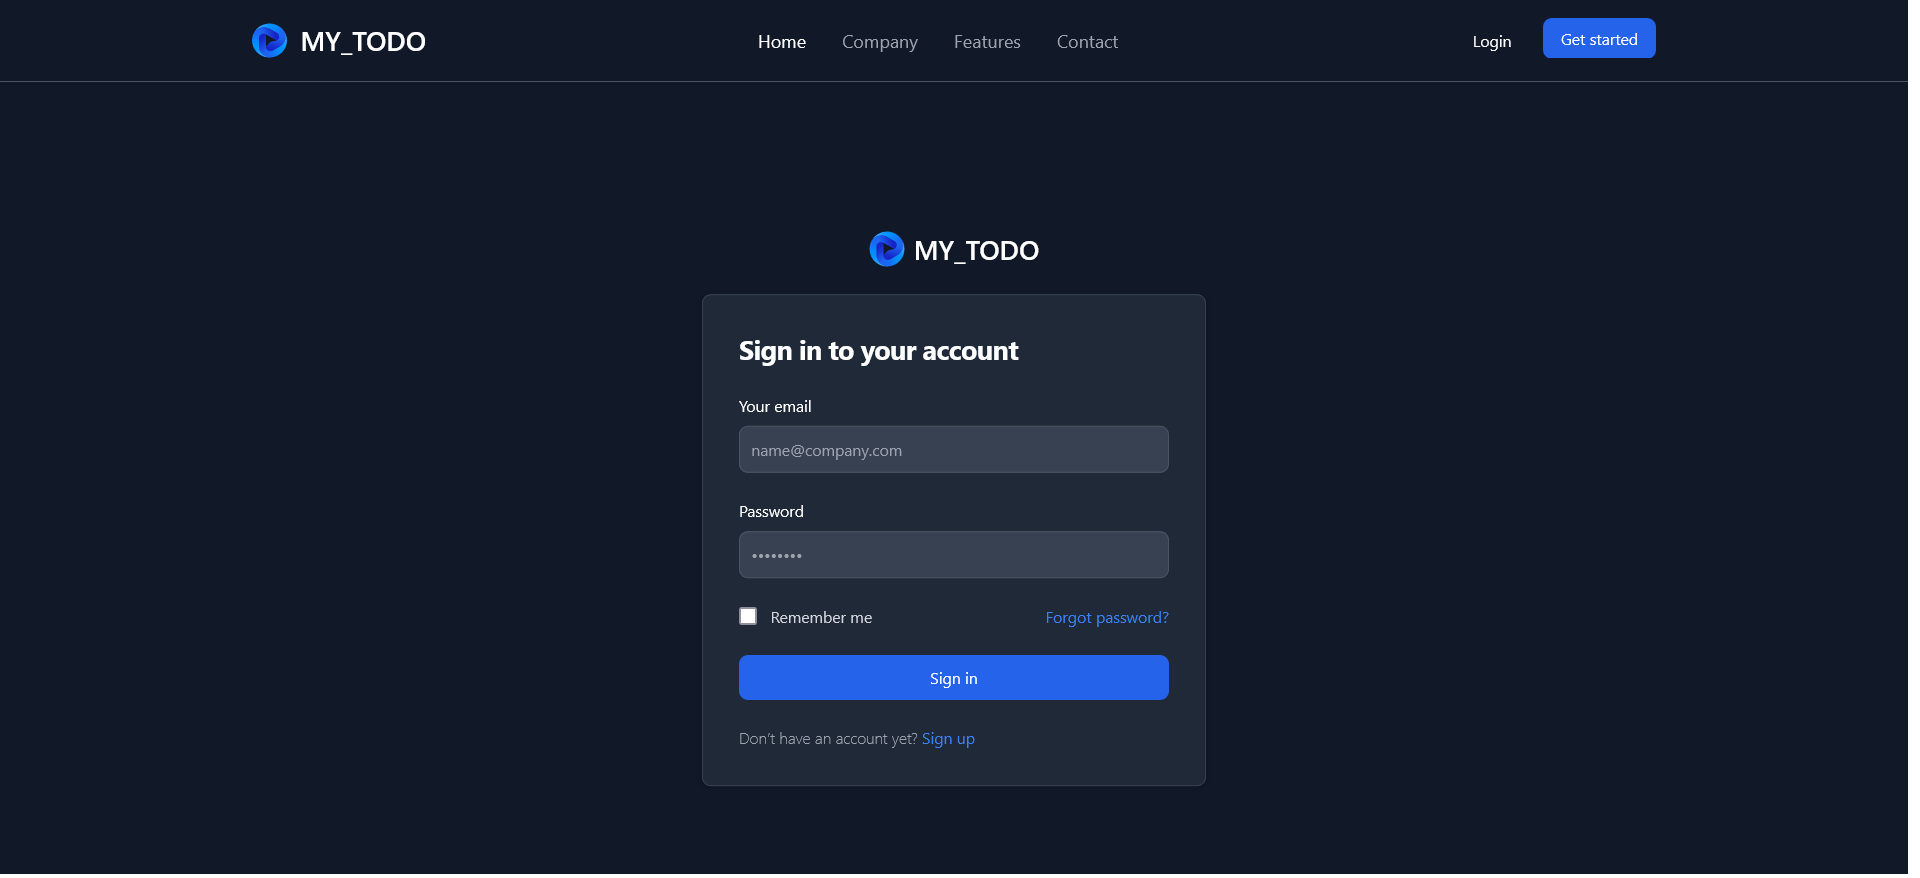 MY_TODO
Home Company Features Contact
Login Get started
MY_TODO
Sign in to your account
Your email
name@company.com
Password
••••••••
Remember me Forgot password?
Sign in
Don't have an account yet? Sign up